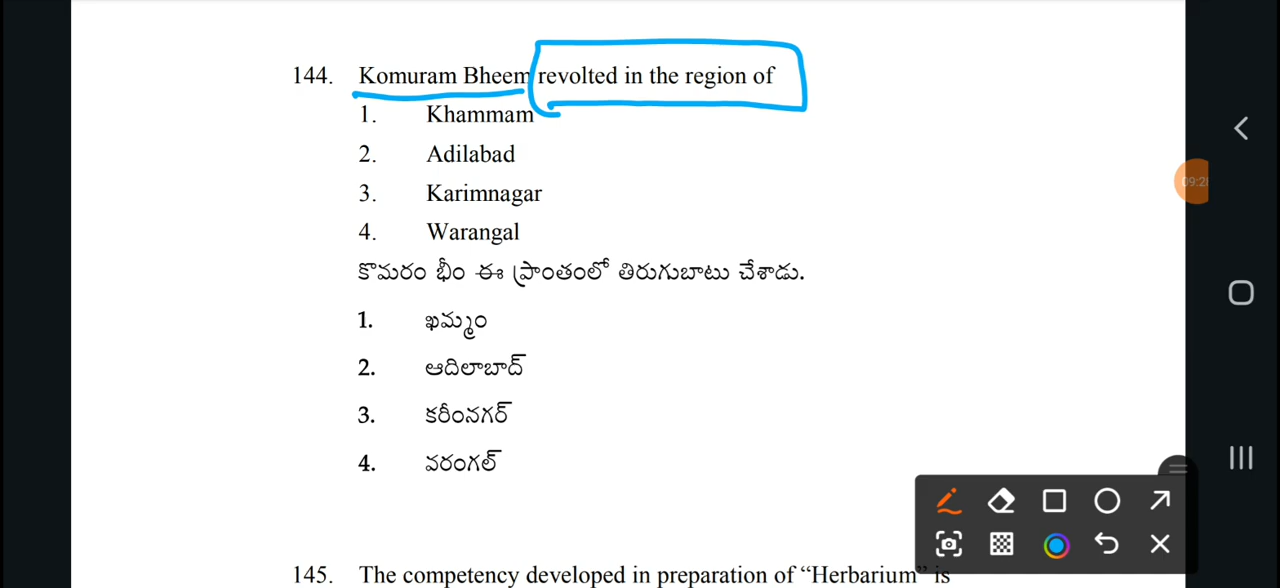 144. Komuram Bheem revolted in the region of
1. Khammam
2. Adilabad
3. Karimnagar
4. Warangal
కొమరం భీం ఈ ప్రాంతంలో తిరుగుబాటు చేశాడు.
1. ఖమ్మం
2. ఆదిలాబాద్
3. కరీంనగర్
4. వరంగల్
145. The competency developed in preparation of “Herbarium” is